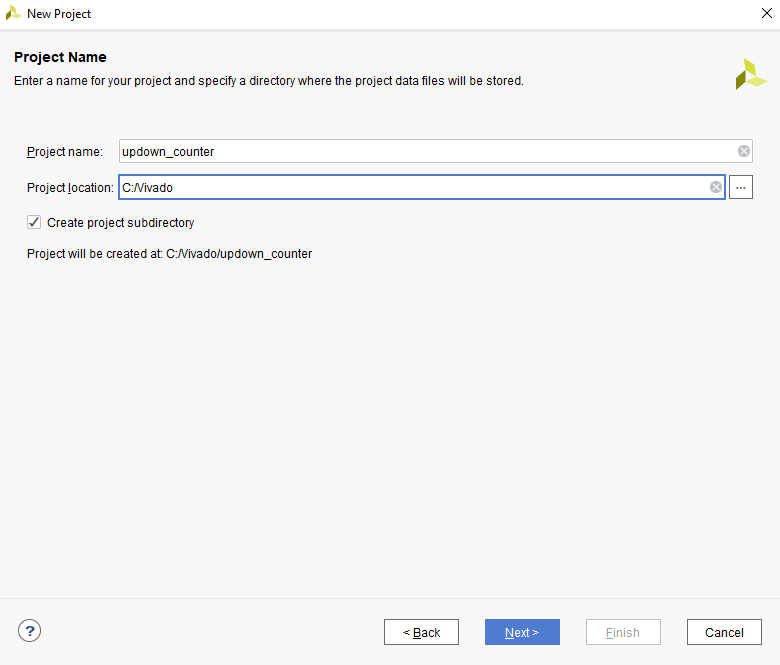 New Project
Project Name
Enter a name for your project and specify a directory where the project data files will be stored.
Project name: updown_counter
Project location: C:/Vivado ...
Create project subdirectory
Project will be created at: C:/Vivado/updown_counter
? < Back Next > Finish Cancel